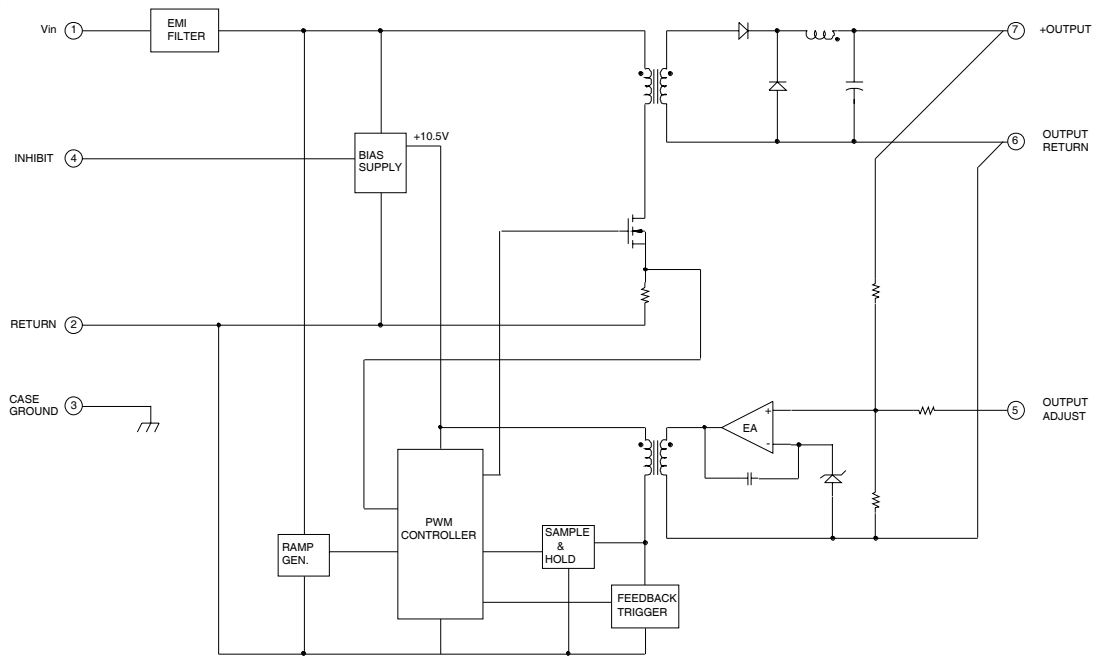 Vin 1
EMI
FILTER
7 +OUTPUT
+10.5V
INHIBIT 4
BIAS
SUPPLY
6 OUTPUT
RETURN
RETURN 2
CASE
GROUND 3
+
EA
-
5 OUTPUT
ADJUST
PWM
CONTROLLER
RAMP
GEN.
SAMPLE
&
HOLD
FEEDBACK
TRIGGER